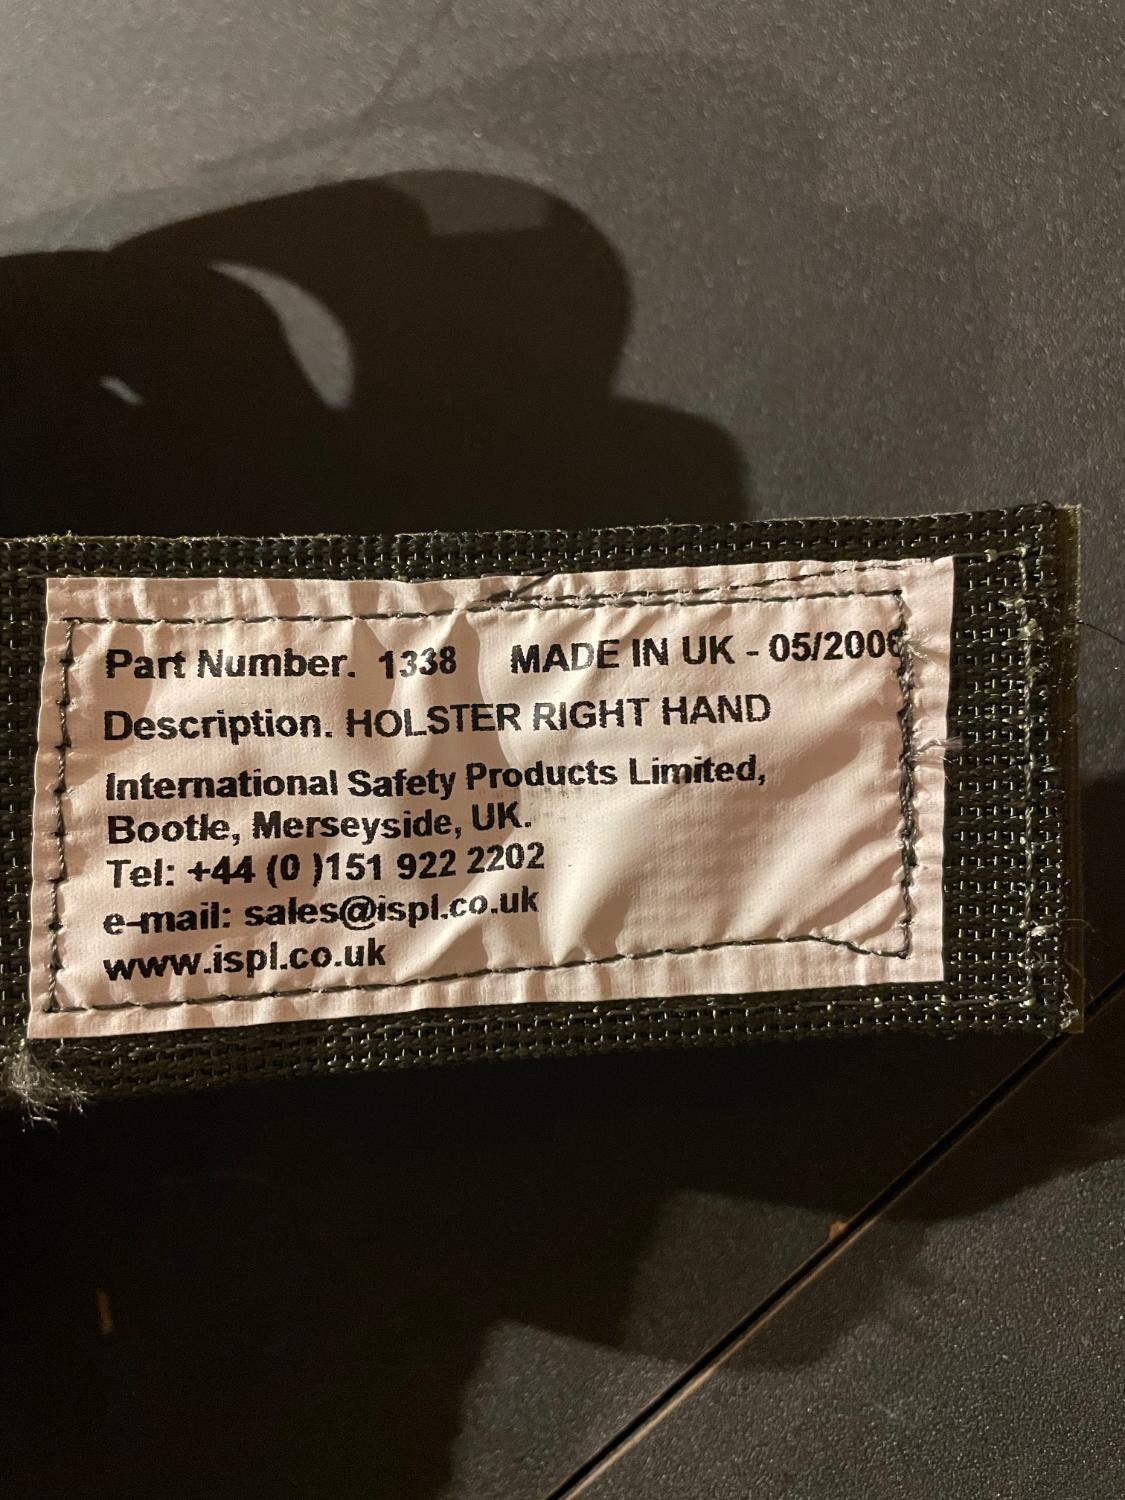 Part Number. 1338 MADE IN UK - 05/2006
Description. HOLSTER RIGHT HAND
International Safety Products Limited,
Bootle, Merseyside, UK.
Tel: +44 (0 )151 922 2202
e-mail: sales@ispl.co.uk
www.ispl.co.uk